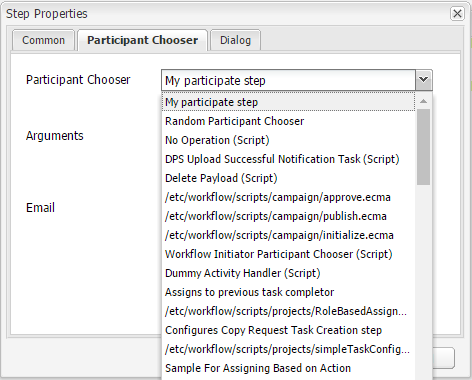 Step Properties
Common
Participant Chooser
Dialog
Participant Chooser
My participate step
My participate step
Random Participant Chooser
Arguments
No Operation (Script)
DPS Upload Successful Notification Task (Script)
Delete Payload (Script)
/etc/workflow/scripts/campaign/approve.ecma
Email
/etc/workflow/scripts/campaign/publish.ecma
/etc/workflow/scripts/campaign/initialize.ecma
Workflow Initiator Participant Chooser (Script)
Dummy Activity Handler (Script)
Assigns to previous task completor
/etc/workflow/scripts/projects/RoleBasedAssign...
Configures Copy Request Task Creation step
/etc/workflow/scripts/projects/simpleTaskConfig...
Sample For Assigning Based on Action